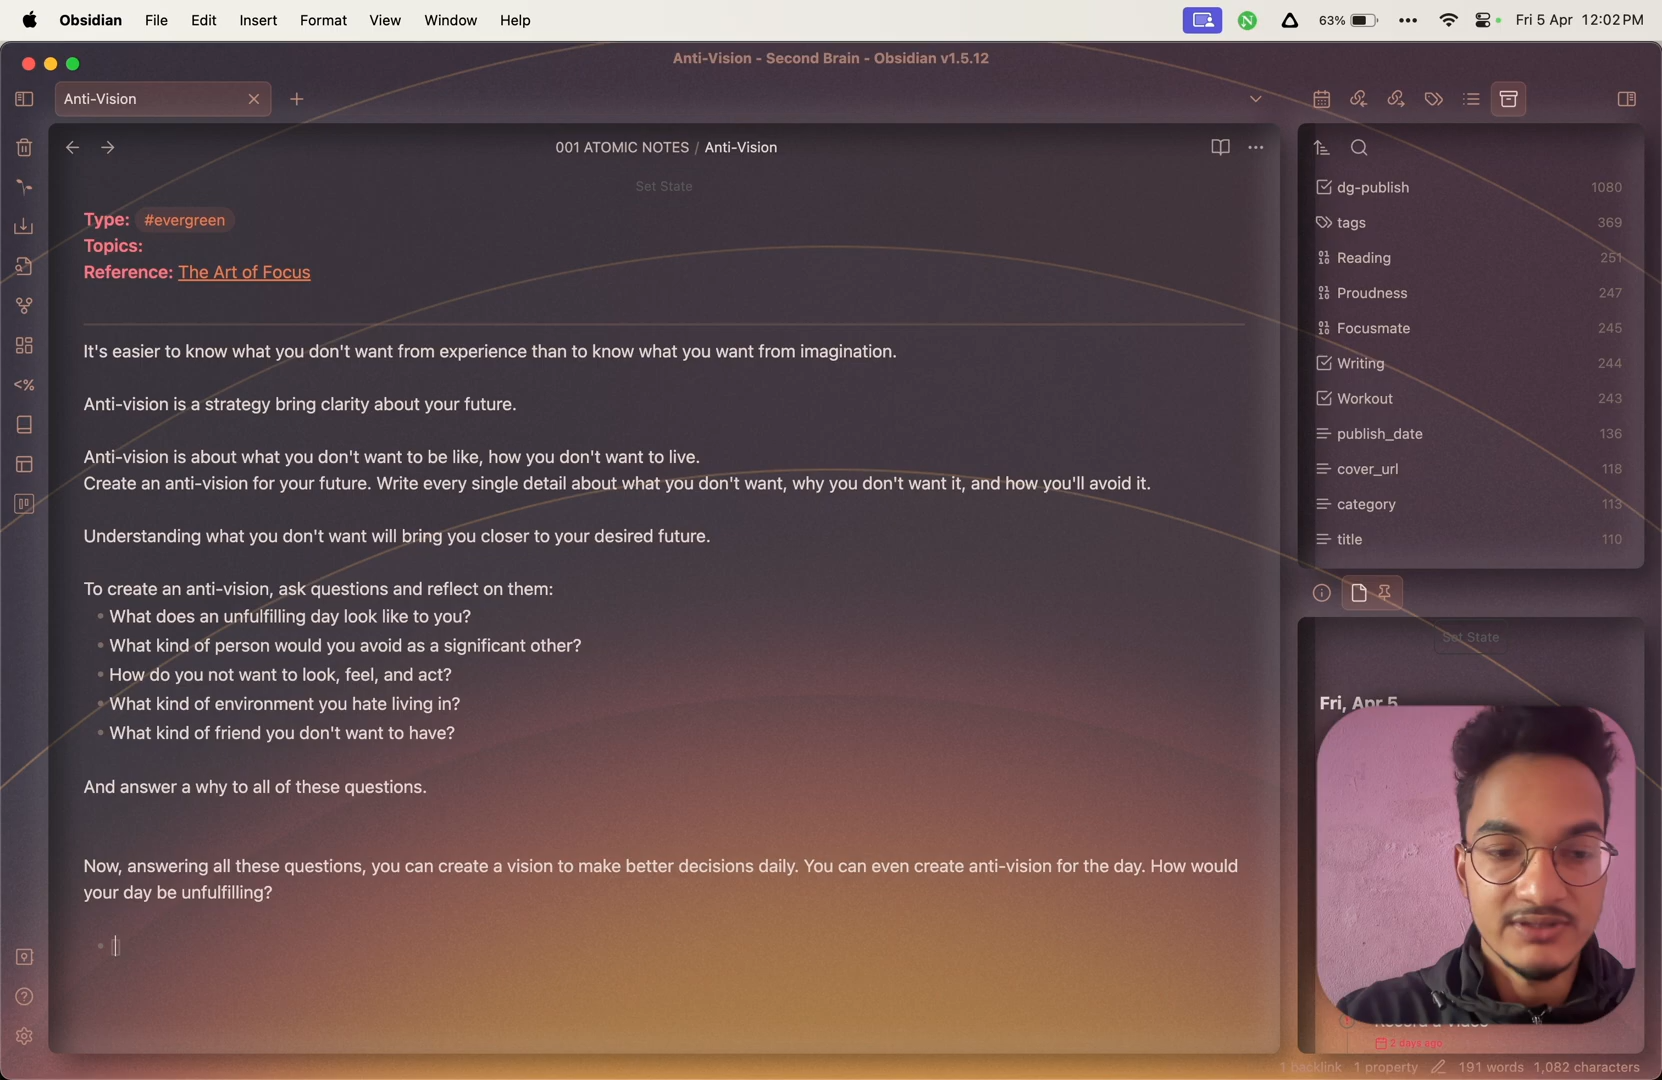 Obsidian File Edit Insert Format View Window Help 63% Fri 5 Apr 12:02 PM
Anti-Vision - Second Brain - Obsidian v1.5.12
Anti-Vision
001 ATOMIC NOTES / Anti-Vision
Set State
Type: #evergreen
Topics:
Reference: The Art of Focus
It's easier to know what you don't want from experience than to know what you want from imagination.
Anti-vision is a strategy bring clarity about your future.
Anti-vision is about what you don't want to be like, how you don't want to live.
Create an anti-vision for your future. Write every single detail about what you don't want, why you don't want it, and how you'll avoid it.
Understanding what you don't want will bring you closer to your desired future.
To create an anti-vision, ask questions and reflect on them:
• What does an unfulfilling day look like to you?
• What kind of person would you avoid as a significant other?
• How do you not want to look, feel, and act?
• What kind of environment you hate living in?
• What kind of friend you don't want to have?
And answer a why to all of these questions.
Now, answering all these questions, you can create a vision to make better decisions daily. You can even create anti-vision for the day. How would
your day be unfulfilling?
dg-publish 1080
tags 369
Reading 251
Proudness 247
Focusmate 245
Writing 244
Workout 243
publish_date 136
cover_url 118
category 113
title 110
Set State
Fri, Apr 5
Record a video
2 days ago
1 backlink 1 property 191 words 1,082 characters